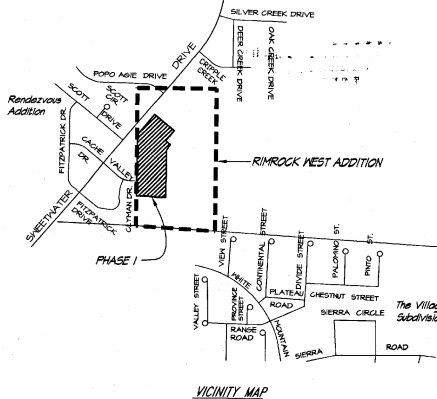 SILVER CREEK DRIVE
DRIVE
DEER CREEK DRIVE
OAK CREEK DRIVE
CRIPPLE CREEK
POPO AGIE DRIVE
SCOTT CIR.
SCOTT DRIVE
Rendezvous
Addition
FITZPATRICK DR.
CACHE VALLEY
DR.
RIMROCK WEST ADDITION
SWEETWATER
FITZPATRICK
DRIVE
CAYMAN DR.
PHASE I
VIEW STREET
CONTINENTAL STREET
DIVIDE STREET
PALOMINO ST.
PINTO ST.
WHITE MOUNTAIN
VALLEY STREET
PROVINCE STREET
PLATEAU
ROAD
CHESTNUT STREET
RANGE
ROAD
The Villag
Subdivisio
SIERRA CIRCLE
SIERRA ROAD
VICINITY MAP